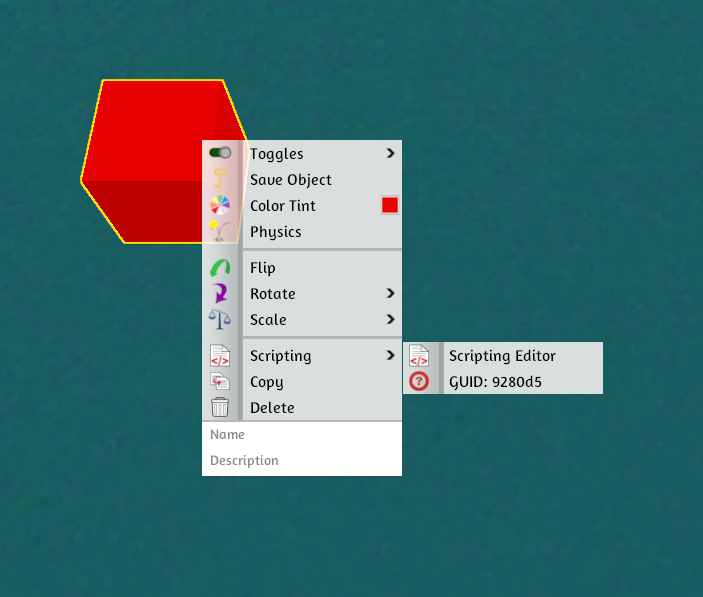 Toggles
Save Object
Color Tint
Physics
Flip
Rotate
Scale
Scripting
Copy
Delete
Name
Description
Scripting Editor
GUID: 9280d5